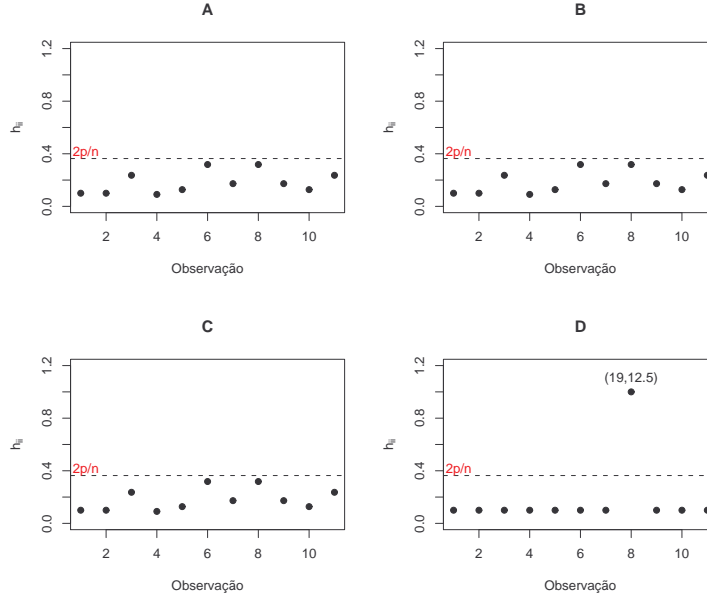 A
1.2
0.8
0.4
0.0
h_ii
2p/n
2 4 6 8 10
Observação
B
1.2
0.8
0.4
0.0
h_ii
2p/n
2 4 6 8 10
Observação
C
1.2
0.8
0.4
0.0
h_ii
2p/n
2 4 6 8 10
Observação
D
1.2
0.8
0.4
0.0
h_ii
2p/n
(19,12.5)
2 4 6 8 10
Observação